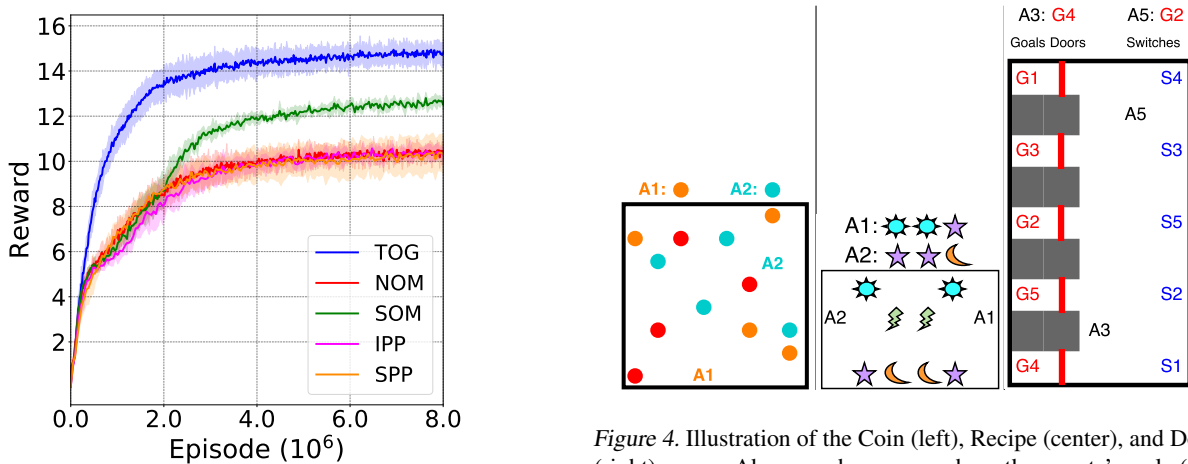 16
14
12
10
8
6
4
2
Reward
0.0 2.0 4.0 6.0 8.0
Episode (10⁶)
TOG
NOM
SOM
IPP
SPP
A1: A2:
A2
A1
A1:
A2:
A2 A1
A3: G4 A5: G2
Goals Doors Switches
G1 S4
A5
G3 S3
G2 S5
G5 S2
A3
G4 S1
Figure 4. Illustration of the Coin (left), Recipe (center), and